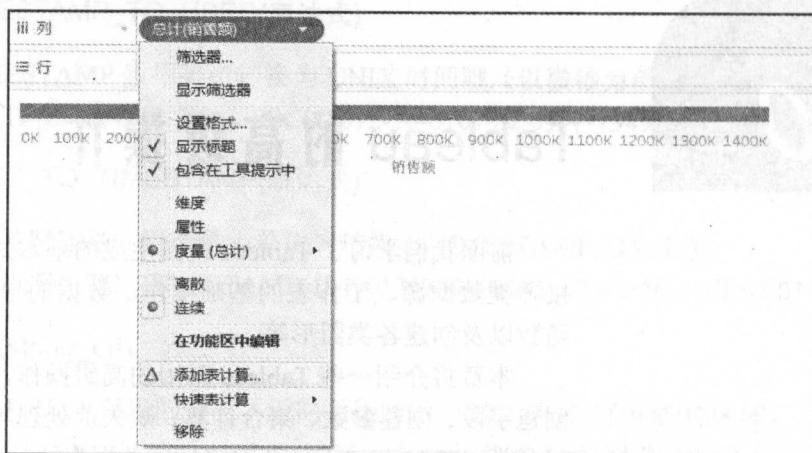 列
总计(销售额)
行
筛选器...
显示筛选器
设置格式...
显示标题
包含在工具提示中
维度
属性
度量 (总计)
离散
连续
在功能区中编辑
添加表计算...
快速表计算
移除
0K 100K 200K 700K 800K 900K 1000K 1100K 1200K 1300K 1400K
销售额